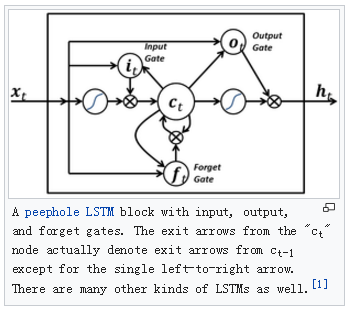 Input
Gate
Output
Gate
i_t
o_t
x_t
c_t
h_t
f_t
Forget
Gate
A peephole LSTM block with input, output,
and forget gates. The exit arrows from the "c_t"
node actually denote exit arrows from c_t-1
except for the single left-to-right arrow.
There are many other kinds of LSTMs as well.[1]